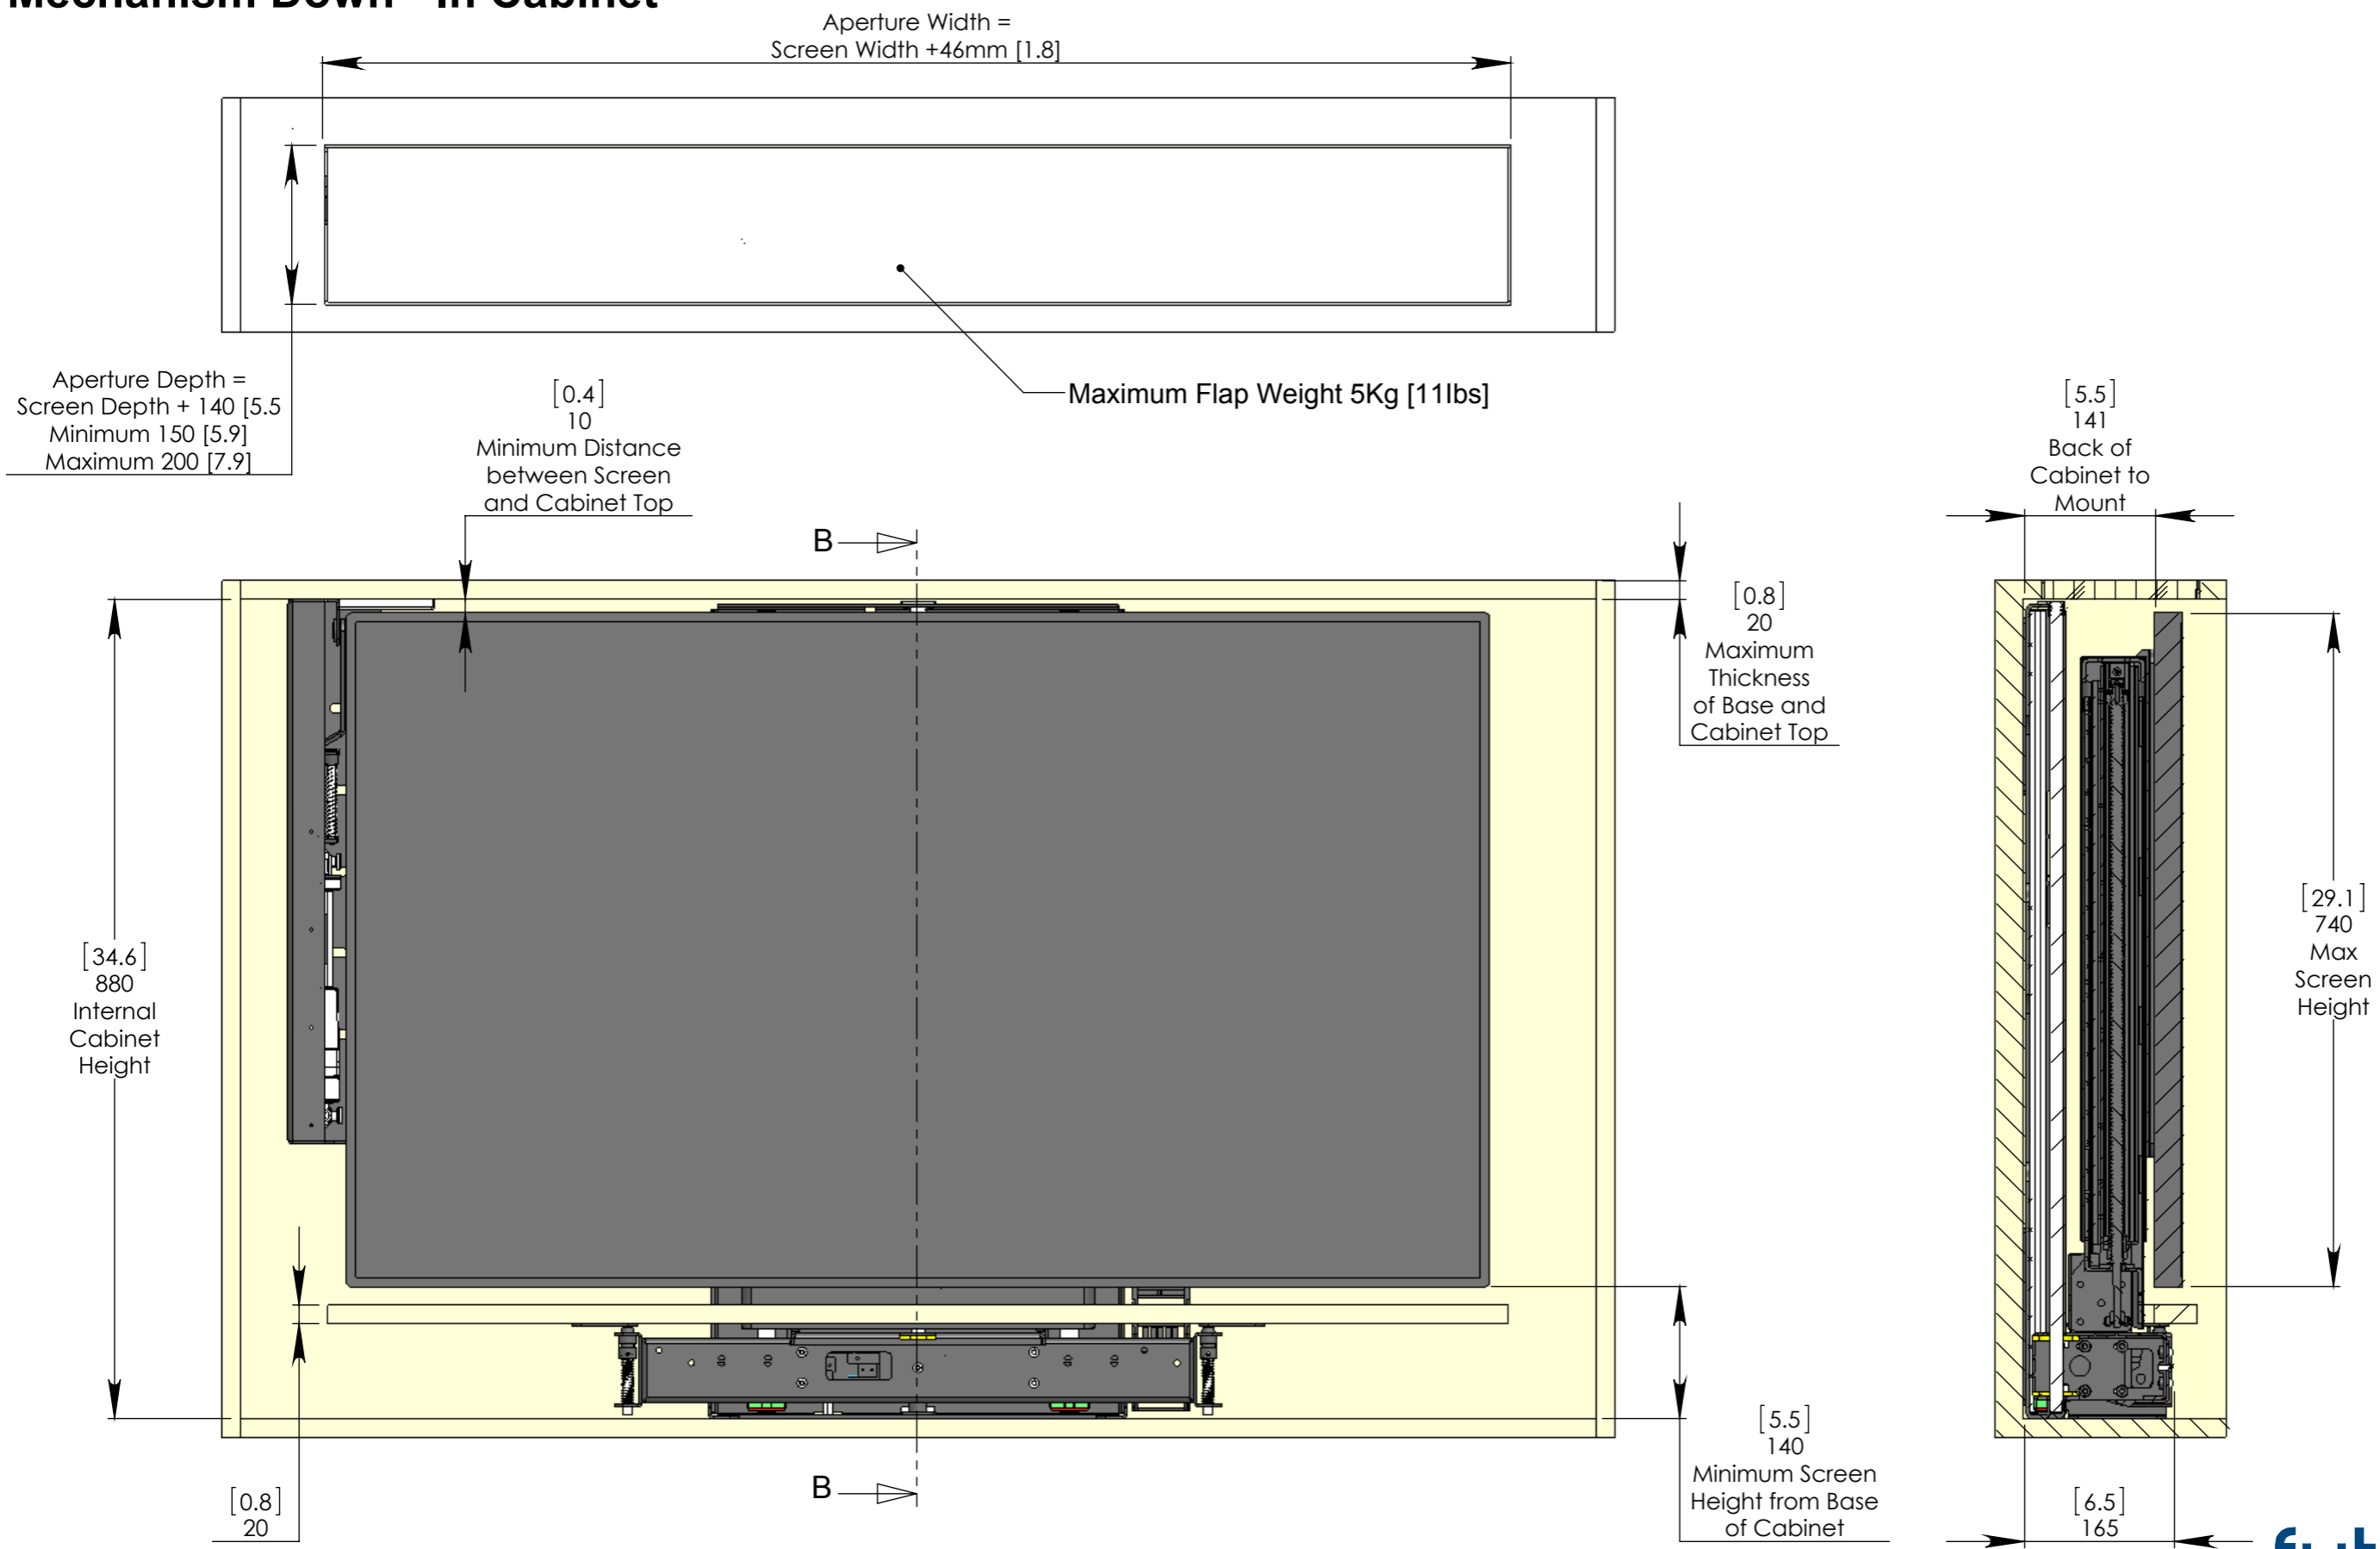 Mechanism Down - In Cabinet
Aperture Width =
Screen Width +46mm [1.8]
Aperture Depth =
Screen Depth + 140 [5.5
Minimum 150 [5.9]
Maximum 200 [7.9]
Maximum Flap Weight 5Kg [11lbs]
[0.4]
10
Minimum Distance
between Screen
and Cabinet Top
[5.5]
141
Back of
Cabinet to
Mount
B
[0.8]
20
Maximum
Thickness
of Base and
Cabinet Top
[34.6]
880
Internal
Cabinet
Height
[29.1]
740
Max
Screen
Height
[5.5]
140
Minimum Screen
Height from Base
of Cabinet
B
[0.8]
20
[6.5]
165